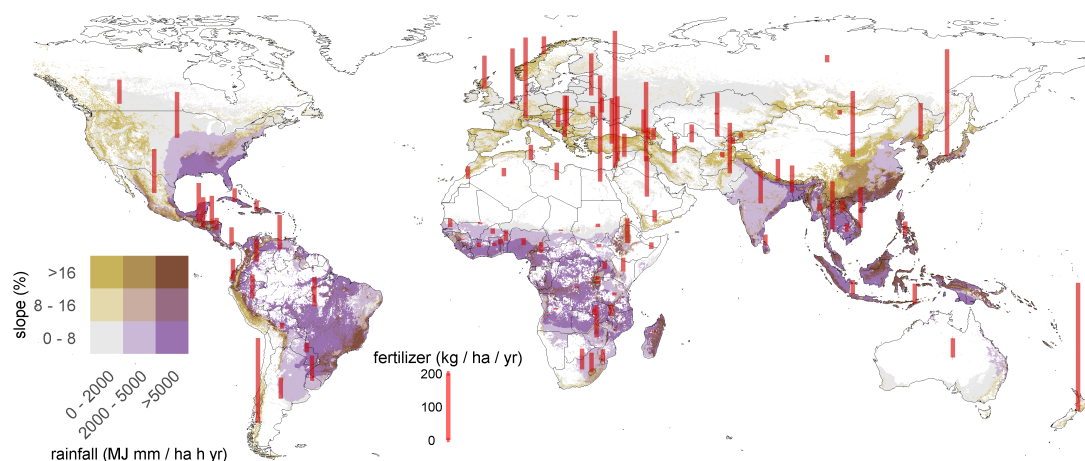 slope (%)
>16
8 - 16
0 - 8
0 - 2000
2000 - 5000
>5000
rainfall (MJ mm / ha h yr)
fertilizer (kg / ha / yr)
200
100
0